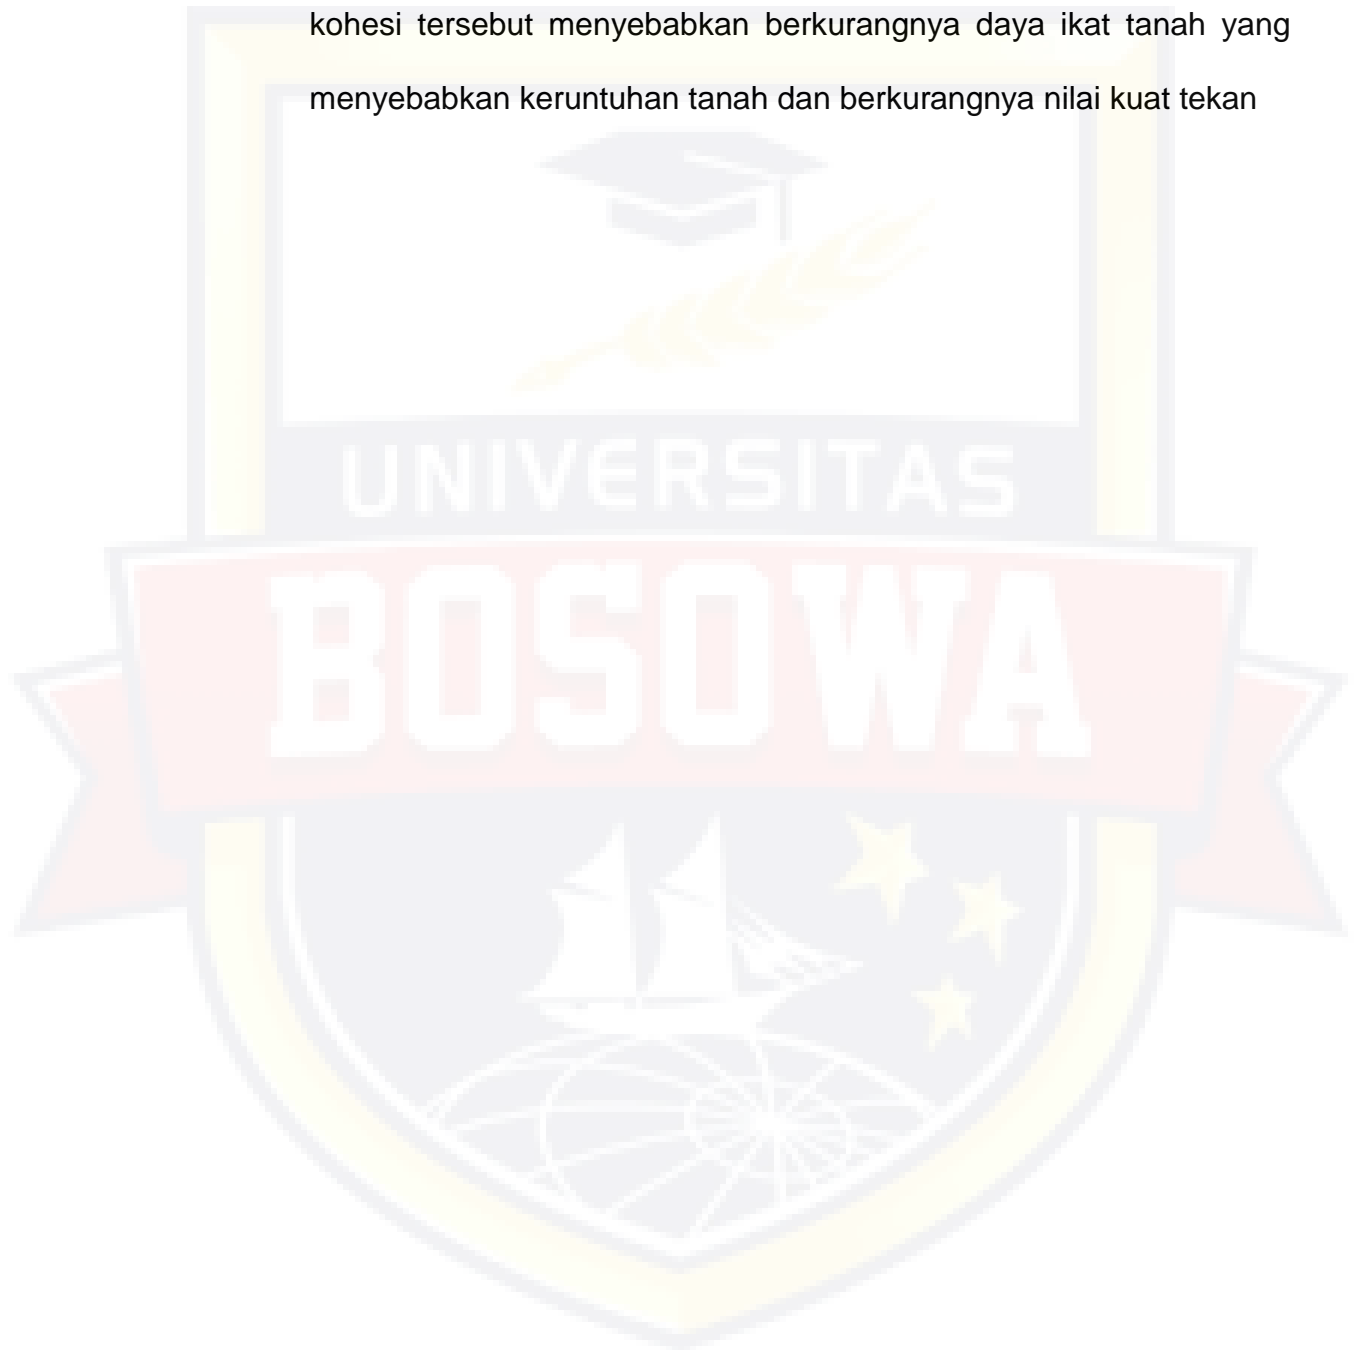 kohesi tersebut menyebabkan berkurangnya daya ikat tanah yang
menyebabkan keruntuhan tanah dan berkurangnya nilai kuat tekan
UNIVERSITAS
BOSOWA